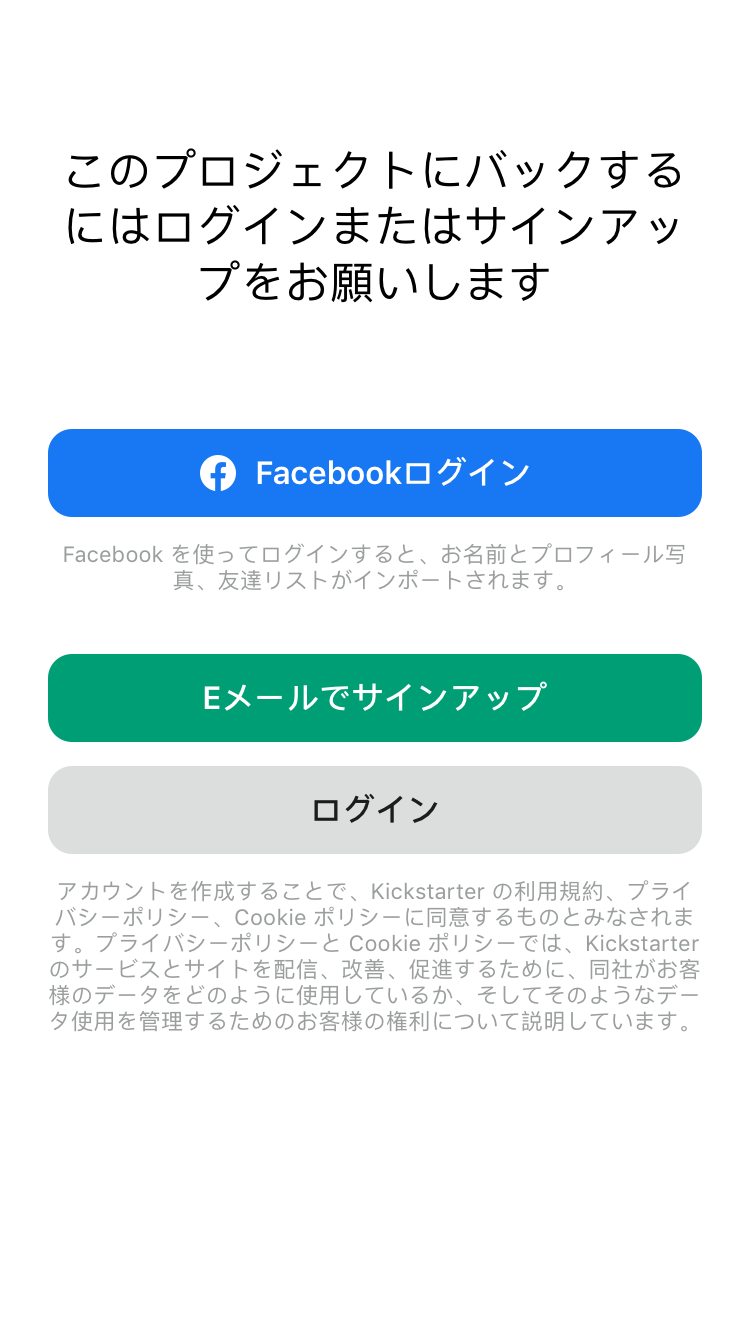 このプロジェクトにバックする
にはログインまたはサインアッ
プをお願いします
Facebookログイン
Facebook を使ってログインすると、お名前とプロフィール写
真、友達リストがインポートされます。
Eメールでサインアップ
ログイン
アカウントを作成することで、Kickstarter の利用規約、プライ
バシーポリシー、Cookie ポリシーに同意するものとみなされま
す。プライバシーポリシーと Cookie ポリシーでは、Kickstarter
のサービスとサイトを配信、改善、促進するために、同社がお客
様のデータをどのように使用しているか、そしてそのようなデー
タ使用を管理するためのお客様の権利について説明しています。